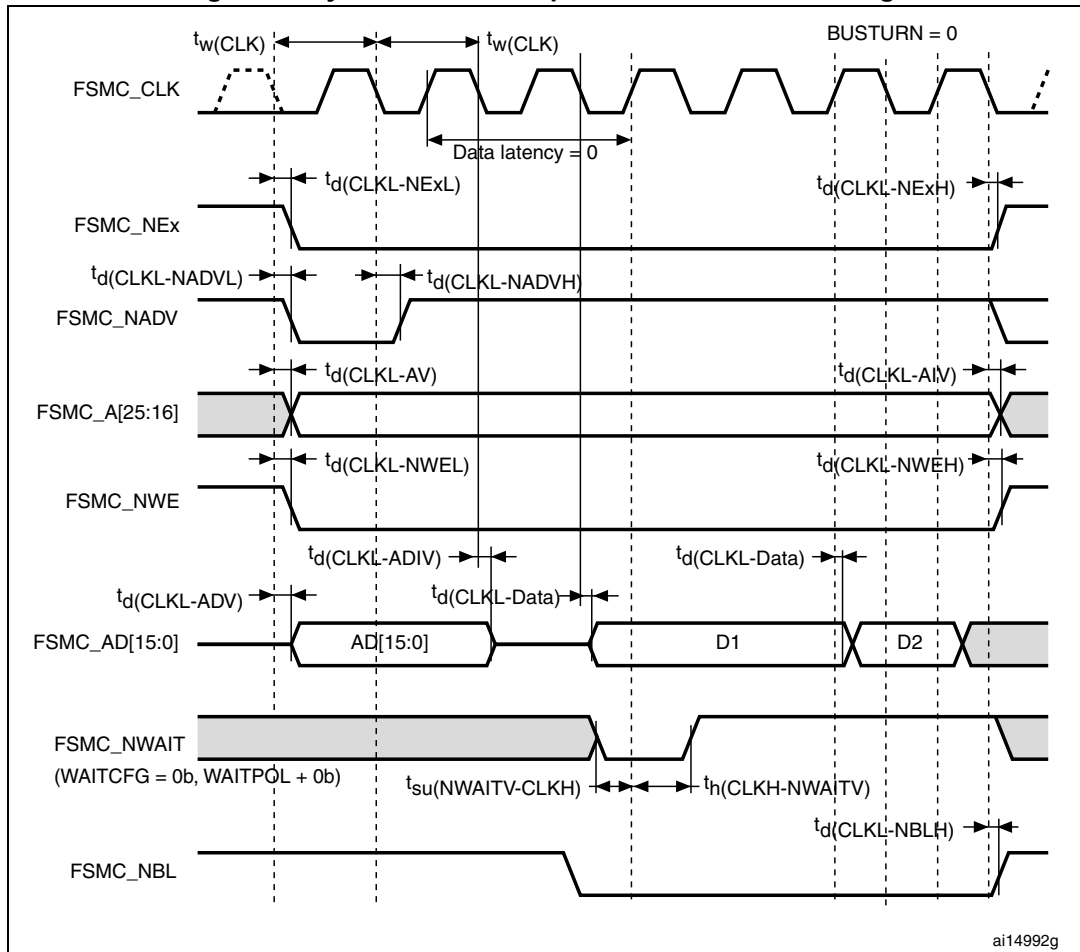 tw(CLK)
tw(CLK)
BUSTURN = 0
FSMC_CLK
Data latency = 0
td(CLKL-NExL)
td(CLKL-NExH)
FSMC_NEx
td(CLKL-NADVL)
td(CLKL-NADVH)
FSMC_NADV
td(CLKL-AV)
td(CLKL-AIV)
FSMC_A[25:16]
td(CLKL-NWEL)
td(CLKL-NWEH)
FSMC_NWE
td(CLKL-ADIV)
td(CLKL-Data)
td(CLKL-ADV)
td(CLKL-Data)
FSMC_AD[15:0]
AD[15:0]
D1
D2
FSMC_NWAIT
(WAITCFG = 0b, WAITPOL + 0b)
tsu(NWAITV-CLKH)
th(CLKH-NWAITV)
td(CLKL-NBLH)
FSMC_NBL
ai14992g